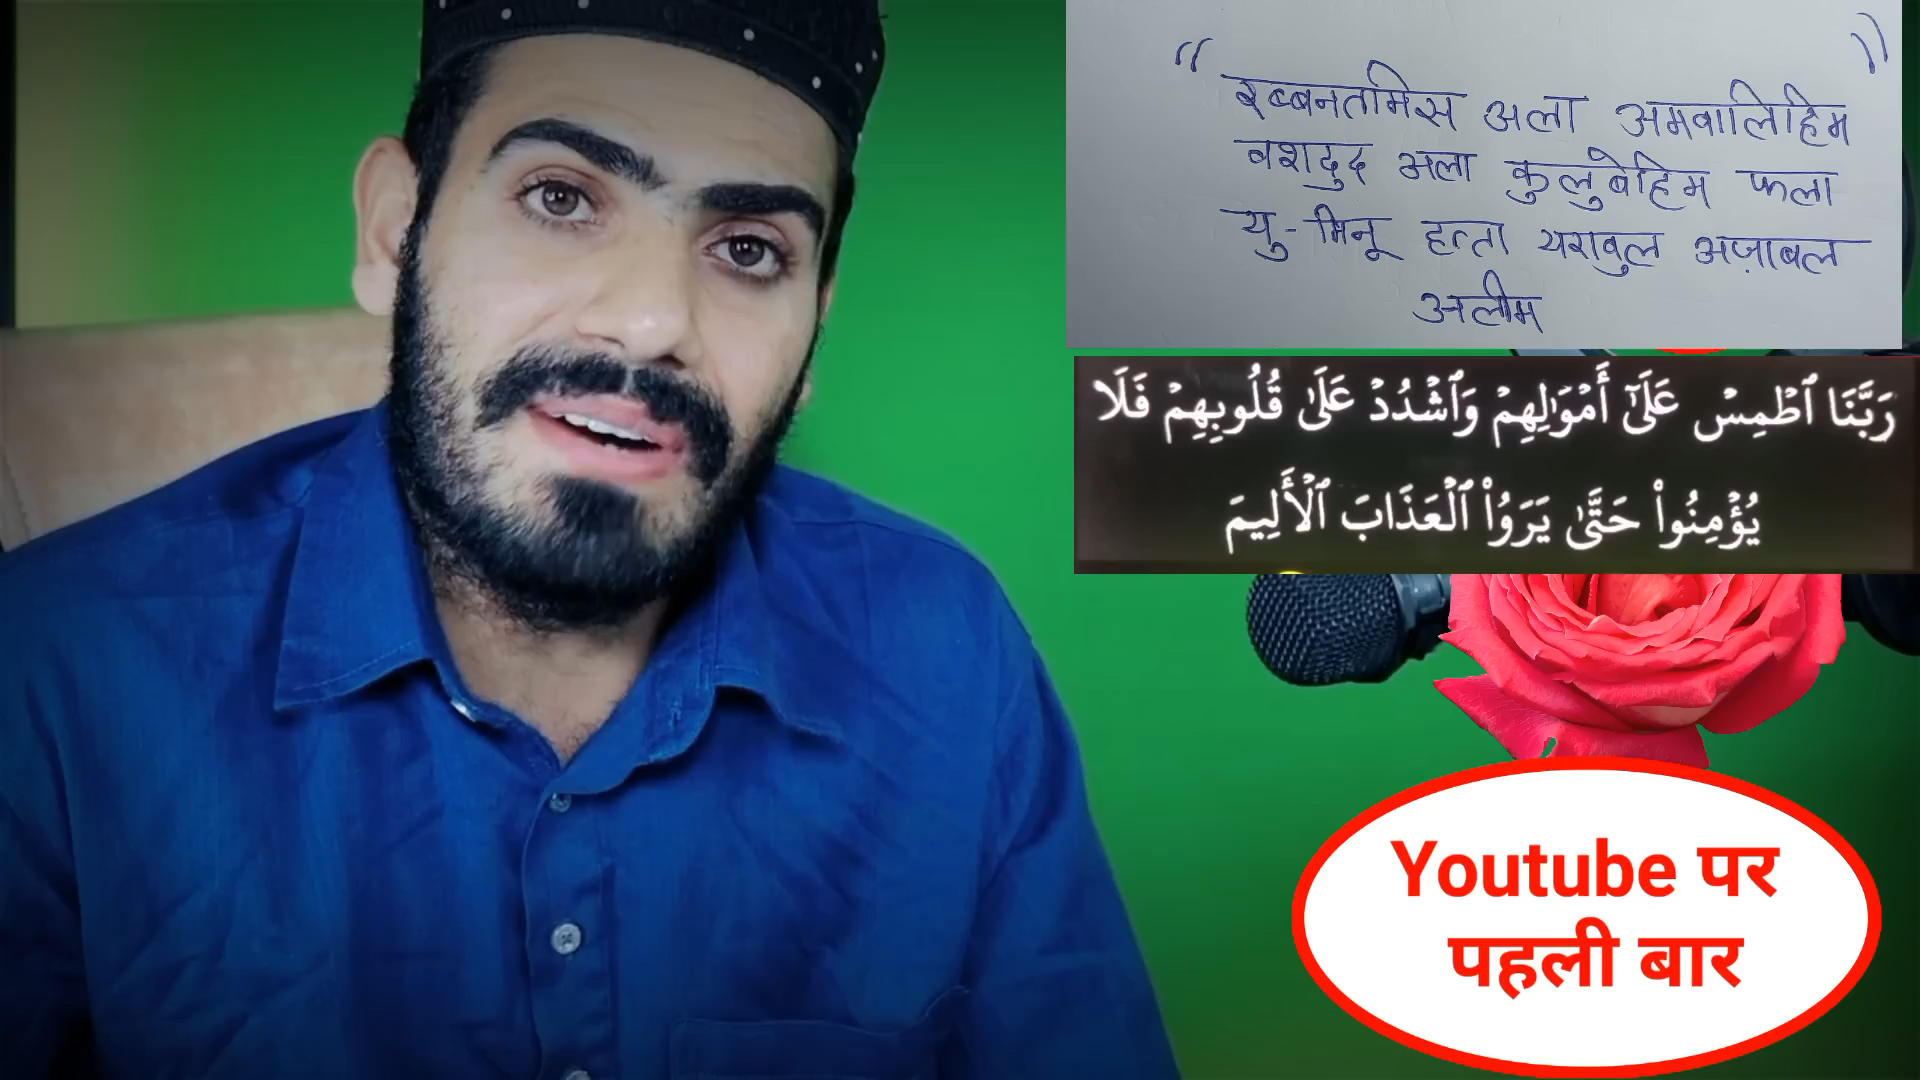 “ रब्बनतमिस अला अमवालिहिम ”
वशदुद अला कुलुबेहिम फला
यु-मिनू हत्ता यरावुल अज़ाबल
अलीम
رَبَّنَا ٱطْمِسْ عَلَىٰٓ أَمْوَٰلِهِمْ وَٱشْدُدْ عَلَىٰ قُلُوبِهِمْ فَلَا
يُؤْمِنُوا۟ حَتَّىٰ يَرَوُا۟ ٱلْعَذَابَ ٱلْأَلِيمَ
Youtube पर
पहली बार